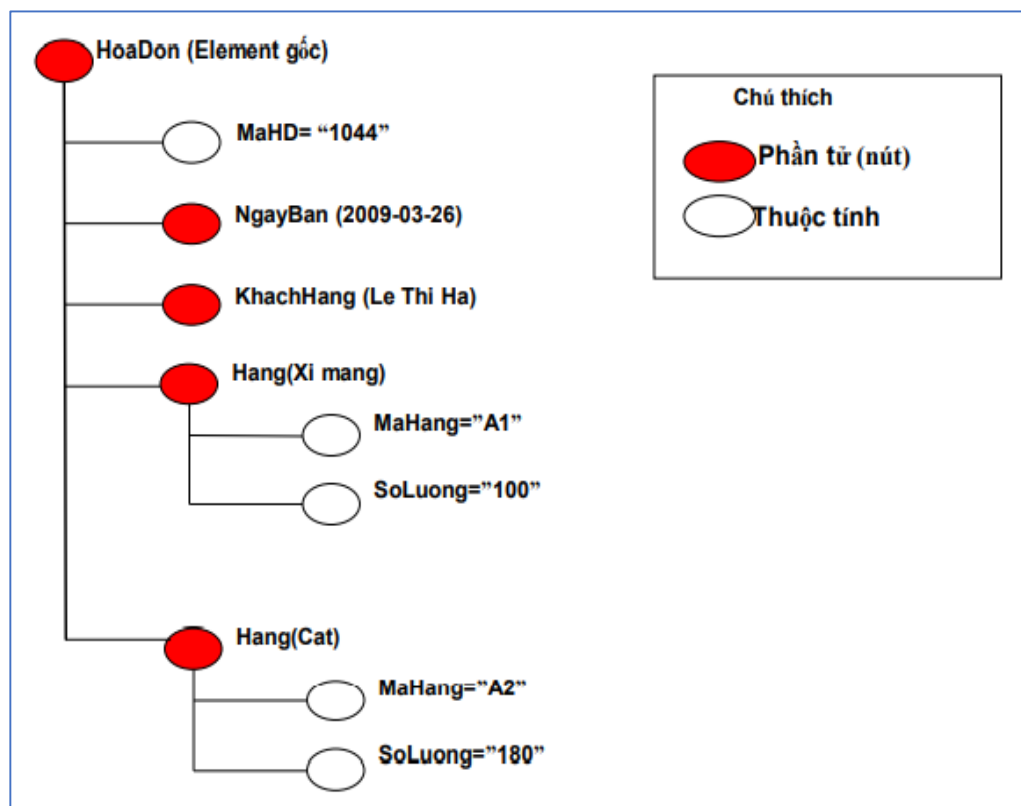 HoaDon (Element gốc)
Chú thích
MaHD= “1044”
Phần tử (nút)
NgayBan (2009-03-26)
Thuộc tính
KhachHang (Le Thi Ha)
Hang(Xi mang)
MaHang=”A1”
SoLuong=”100”
Hang(Cat)
MaHang=”A2”
SoLuong=”180”